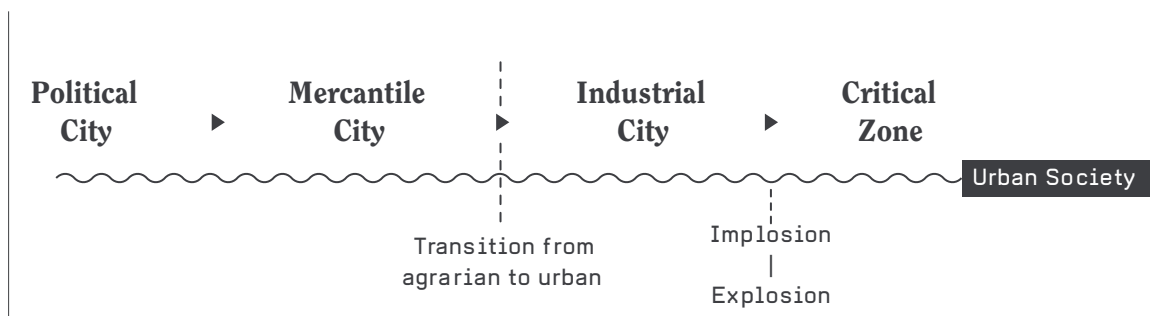 Political
City
Mercantile
City
Industrial
City
Critical
Zone
Urban Society
Transition from
agrarian to urban
Implosion
Explosion